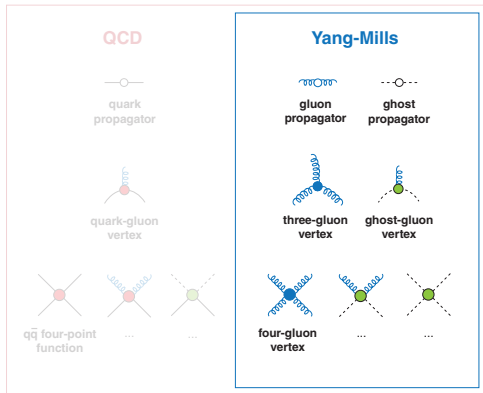 QCD
quark
propagator
quark-gluon
vertex
qq̅ four-point
function
...
...
Yang-Mills
gluon
propagator
ghost
propagator
three-gluon
vertex
ghost-gluon
vertex
four-gluon
vertex
...
...